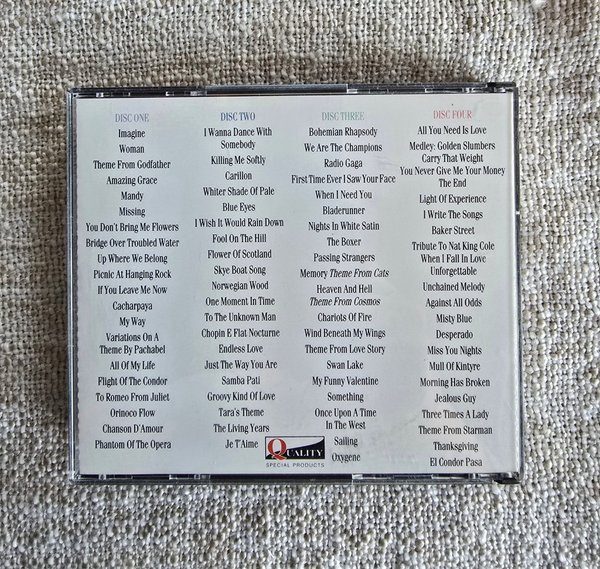 DISC ONE
Imagine
Woman
Theme From Godfather
Amazing Grace
Mandy
Missing
You Don't Bring Me Flowers
Bridge Over Troubled Water
Up Where We Belong
Picnic At Hanging Rock
If You Leave Me Now
Cacharpaya
My Way
Variations On A
Theme By Pachabel
All Of My Life
Flight Of The Condor
To Romeo From Juliet
Orinoco Flow
Chanson D'Amour
Phantom Of The Opera
DISC TWO
I Wanna Dance With
Somebody
Killing Me Softly
Carillon
Whiter Shade Of Pale
Blue Eyes
I Wish It Would Rain Down
Fool On The Hill
Flower Of Scotland
Skye Boat Song
Norwegian Wood
One Moment In Time
To The Unknown Man
Chopin E Flat Nocturne
Endless Love
Just The Way You Are
Samba Pati
Groovy Kind Of Love
Tara's Theme
The Living Years
Je T'Aime
DISC THREE
Bohemian Rhapsody
We Are The Champions
Radio Gaga
First Time Ever I Saw Your Face
When I Need You
Bladerunner
Nights In White Satin
The Boxer
Passing Strangers
Memory Theme From Cats
Heaven And Hell
Theme From Cosmos
Chariots Of Fire
Wind Beneath My Wings
Theme From Love Story
Swan Lake
My Funny Valentine
Something
Once Upon A Time
In The West
Sailing
Oxygene
DISC FOUR
All You Need Is Love
Medley: Golden Slumbers
Carry That Weight
You Never Give Me Your Money
The End
Light Of Experience
I Write The Songs
Baker Street
Tribute To Nat King Cole
When I Fall In Love
Unforgettable
Unchained Melody
Against All Odds
Misty Blue
Desperado
Miss You Nights
Mull Of Kintyre
Morning Has Broken
Jealous Guy
Three Times A Lady
Theme From Starman
Thanksgiving
El Condor Pasa
QUALITY
SPECIAL PRODUCTS